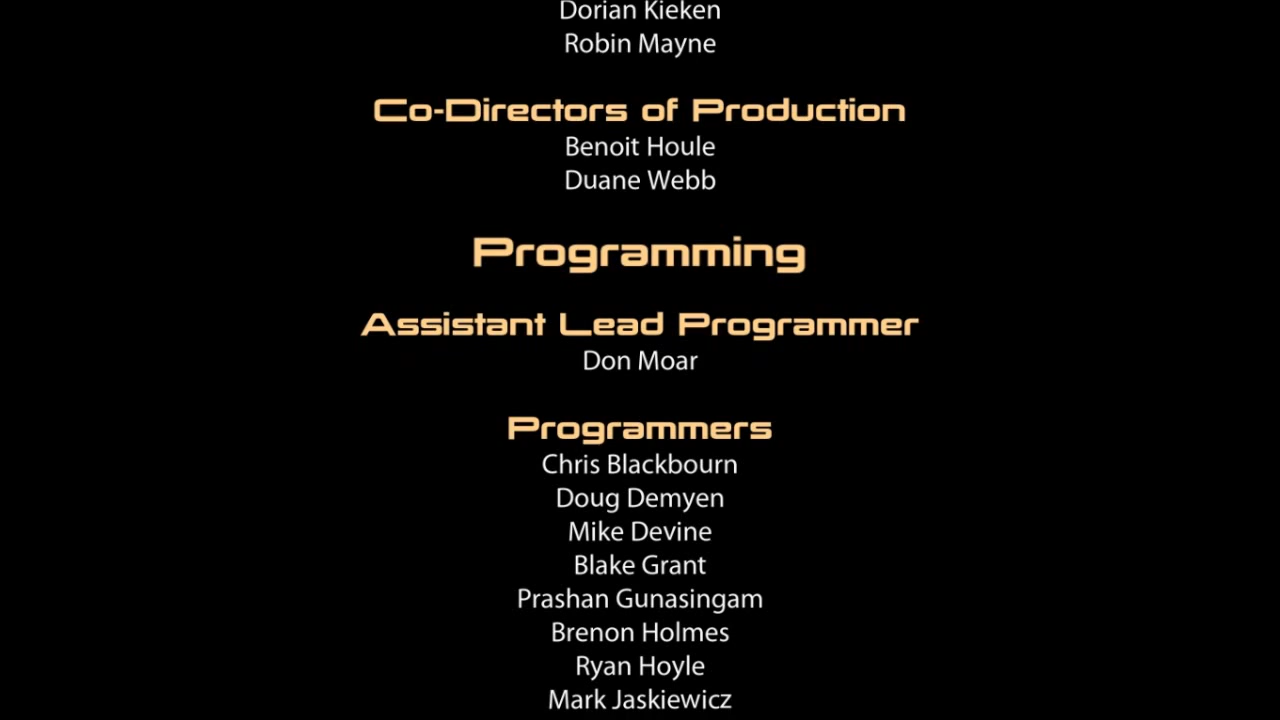 Dorian Kieken
Robin Mayne
Co-Directors of Production
Benoit Houle
Duane Webb
Programming
Assistant Lead Programmer
Don Moar
Programmers
Chris Blackbourn
Doug Demyen
Mike Devine
Blake Grant
Prashan Gunasingam
Brenon Holmes
Ryan Hoyle
Mark Jaskiewicz